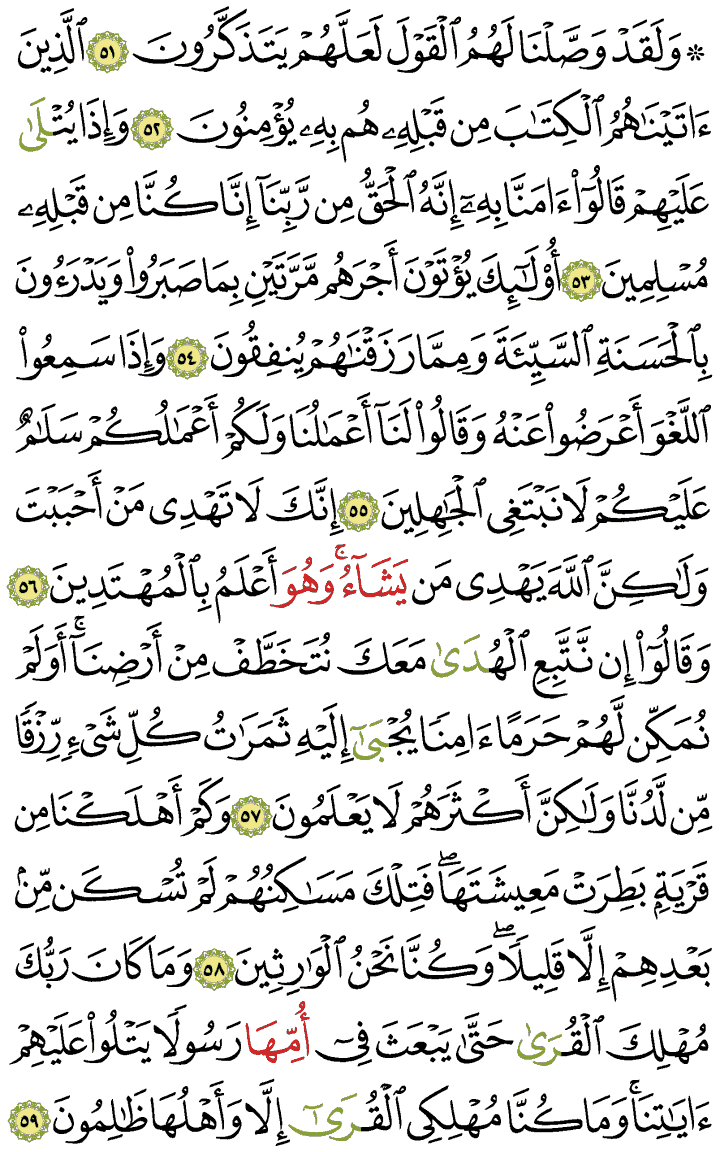 ۞ وَلَقَدْ وَصَّلْنَا لَهُمُ ٱلْقَوْلَ لَعَلَّهُمْ يَتَذَكَّرُونَ ٥١ ٱلَّذِينَ
ءَاتَيْنَاهُمُ ٱلْكِتَٰبَ مِن قَبْلِهِۦ هُم بِهِۦ يُؤْمِنُونَ ٥٢ وَإِذَا يُتْلَىٰ
عَلَيْهِمْ قَالُوٓاْ ءَامَنَّا بِهِۦٓ إِنَّهُ ٱلْحَقُّ مِن رَّبِّنَآ إِنَّا كُنَّا مِن قَبْلِهِۦ
مُسْلِمِينَ ٥٣ أُوْلَٰٓئِكَ يُؤْتَوْنَ أَجْرَهُم مَّرَّتَيْنِ بِمَا صَبَرُواْ وَيَدْرَءُونَ
بِٱلْحَسَنَةِ ٱلسَّيِّئَةَ وَمِمَّا رَزَقْنَٰهُمْ يُنفِقُونَ ٥٤ وَإِذَا سَمِعُواْ
ٱللَّغْوَ أَعْرَضُواْ عَنْهُ وَقَالُواْ لَنَآ أَعْمَٰلُنَا وَلَكُمْ أَعْمَٰلُكُمْ سَلَٰمٌ
عَلَيْكُمْ لَا نَبْتَغِى ٱلْجَٰهِلِينَ ٥٥ إِنَّكَ لَا تَهْدِى مَنْ أَحْبَبْتَ
وَلَٰكِنَّ ٱللَّهَ يَهْدِى مَن يَشَآءُۚ وَهُوَ أَعْلَمُ بِٱلْمُهْتَدِينَ ٥٦
وَقَالُوٓاْ إِن نَّتَّبِعِ ٱلْهُدَىٰ مَعَكَ نُتَخَطَّفْ مِنْ أَرْضِنَآۚ أَوَلَمْ
نُمَكِّن لَّهُمْ حَرَمًا ءَامِنًا يُجْبَىٰٓ إِلَيْهِ ثَمَرَٰتُ كُلِّ شَىْءٍ رِّزْقًا
مِّن لَّدُنَّا وَلَٰكِنَّ أَكْثَرَهُمْ لَا يَعْلَمُونَ ٥٧ وَكَمْ أَهْلَكْنَا مِن
قَرْيَةٍۭ بَطِرَتْ مَعِيشَتَهَاۖ فَتِلْكَ مَسَٰكِنُهُمْ لَمْ تُسْكَن مِّنۢ
بَعْدِهِمْ إِلَّا قَلِيلًاۖ وَكُنَّا نَحْنُ ٱلْوَٰرِثِينَ ٥٨ وَمَا كَانَ رَبُّكَ
مُهْلِكَ ٱلْقُرَىٰ حَتَّىٰ يَبْعَثَ فِىٓ أُمِّهَا رَسُولًا يَتْلُواْ عَلَيْهِمْ
ءَايَٰتِنَاۚ وَمَا كُنَّا مُهْلِكِى ٱلْقُرَىٰٓ إِلَّا وَأَهْلُهَا ظَٰلِمُونَ ٥٩